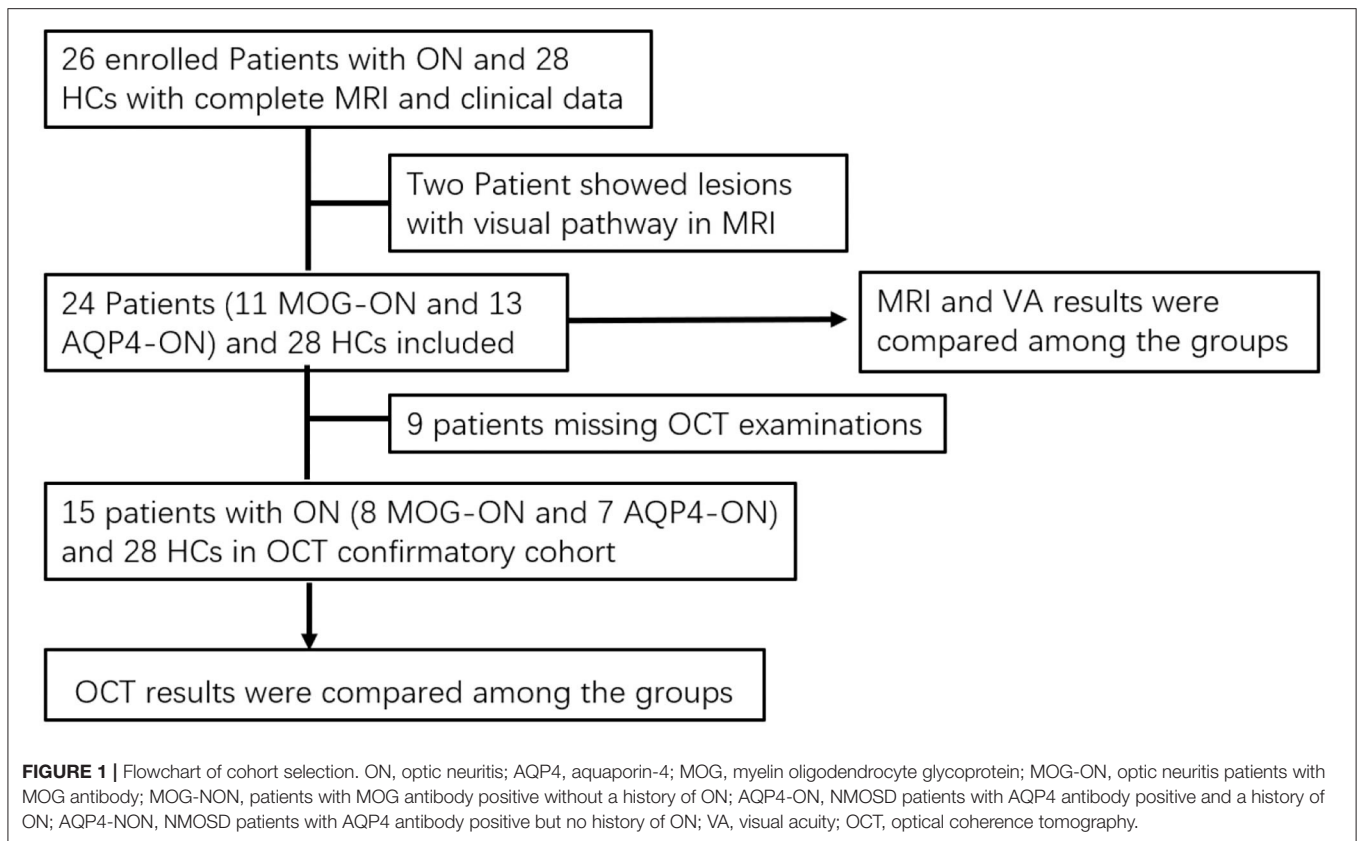 26 enrolled Patients with ON and 28
HCs with complete MRI and clinical data
Two Patient showed lesions
with visual pathway in MRI
24 Patients (11 MOG-ON and 13
AQP4-ON) and 28 HCs included
MRI and VA results were
compared among the groups
9 patients missing OCT examinations
15 patients with ON (8 MOG-ON and 7 AQP4-ON)
and 28 HCs in OCT confirmatory cohort
OCT results were compared among the groups
FIGURE 1 | Flowchart of cohort selection. ON, optic neuritis; AQP4, aquaporin-4; MOG, myelin oligodendrocyte glycoprotein; MOG-ON, optic neuritis patients with
MOG antibody; MOG-NON, patients with MOG antibody positive without a history of ON; AQP4-ON, NMOSD patients with AQP4 antibody positive and a history of
ON; AQP4-NON, NMOSD patients with AQP4 antibody positive but no history of ON; VA, visual acuity; OCT, optical coherence tomography.